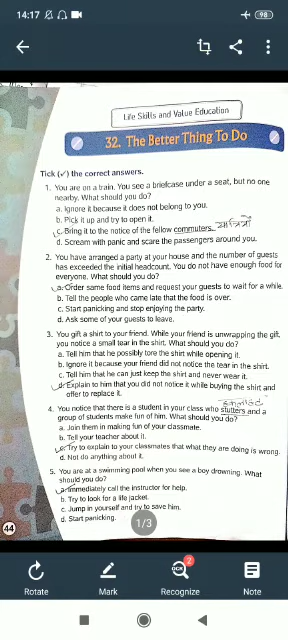 14:17
98
Life Skills and Value Education
32. The Better Thing To Do
Tick (✓) the correct answers.
1. You are on a train. You see a briefcase under a seat, but no one
nearby. What should you do?
a. Ignore it because it does not belong to you.
b. Pick it up and try to open it.
c. Bring it to the notice of the fellow commuters.
d. Scream with panic and scare the passengers around you.
2. You have arranged a party at your house and the number of guests
has exceeded the initial headcount. You do not have enough food for
everyone. What should you do?
a. Order some food items and request your guests to wait for a while.
b. Tell the people who came late that the food is over.
c. Start panicking and stop enjoying the party.
d. Ask some of your guests to leave.
3. You gift a shirt to your friend. While your friend is unwrapping the gift,
you notice a small tear in the shirt. What should you do?
a. Tell him that he possibly tore the shirt while opening it.
b. Ignore it because your friend did not notice the tear in the shirt.
c. Tell him that he can just keep the shirt and never wear it.
d. Explain to him that you did not notice it while buying the shirt and
offer to replace it.
4. You notice that there is a student in your class who stutters and a
group of students make fun of him. What should you do?
a. Join them in making fun of your classmate.
b. Tell your teacher about it.
c. Try to explain to your classmates that what they are doing is wrong.
d. Not do anything about it.
5. You are at a swimming pool when you see a boy drowning. What
should you do?
a. Immediately call the instructor for help.
b. Try to look for a life jacket.
c. Jump in yourself and try to save him.
d. Start panicking.
44
1/3
OCR
2
Rotate
Mark
Recognize
Note